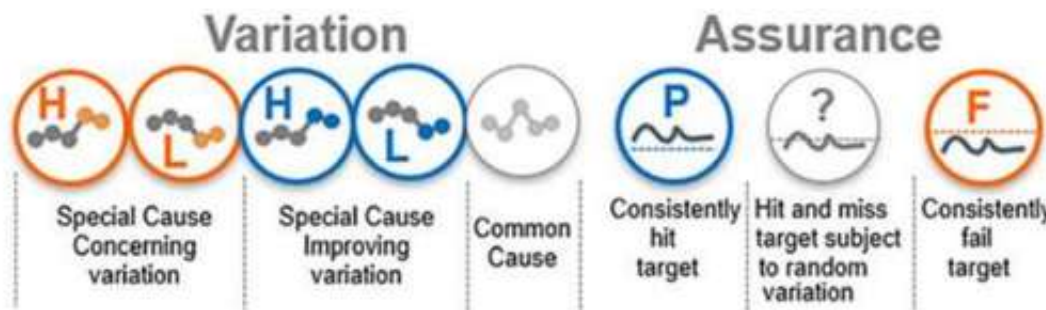 Variation
Assurance
H
L
H
L
P
?
F
Special Cause
Concerning
variation
Special Cause
Improving
variation
Common
Cause
Consistently
hit
target
Hit and miss
target subject
to random
variation
Consistently
fail
target